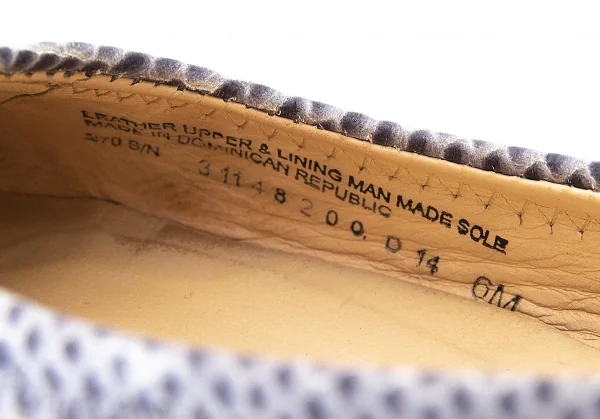 LEATHER UPPER & LINING MAN MADE SOLE
MADE IN DOMINICAN REPUBLIC
270 S/N 3 11 4 8 2 0 0. D 14 6M